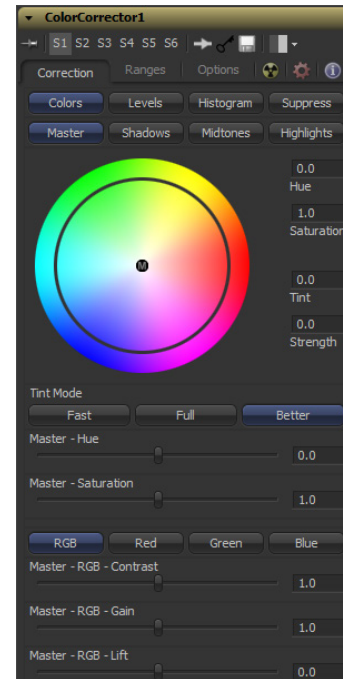 ColorCorrector1
S1 S2 S3 S4 S5 S6
Correction Ranges Options
Colors Levels Histogram Suppress
Master Shadows Midtones Highlights
0.0
Hue
1.0
Saturation
0.0
Tint
0.0
Strength
M
Tint Mode
Fast Full Better
Master - Hue
0.0
Master - Saturation
1.0
RGB Red Green Blue
Master - RGB - Contrast
1.0
Master - RGB - Gain
1.0
Master - RGB - Lift
0.0